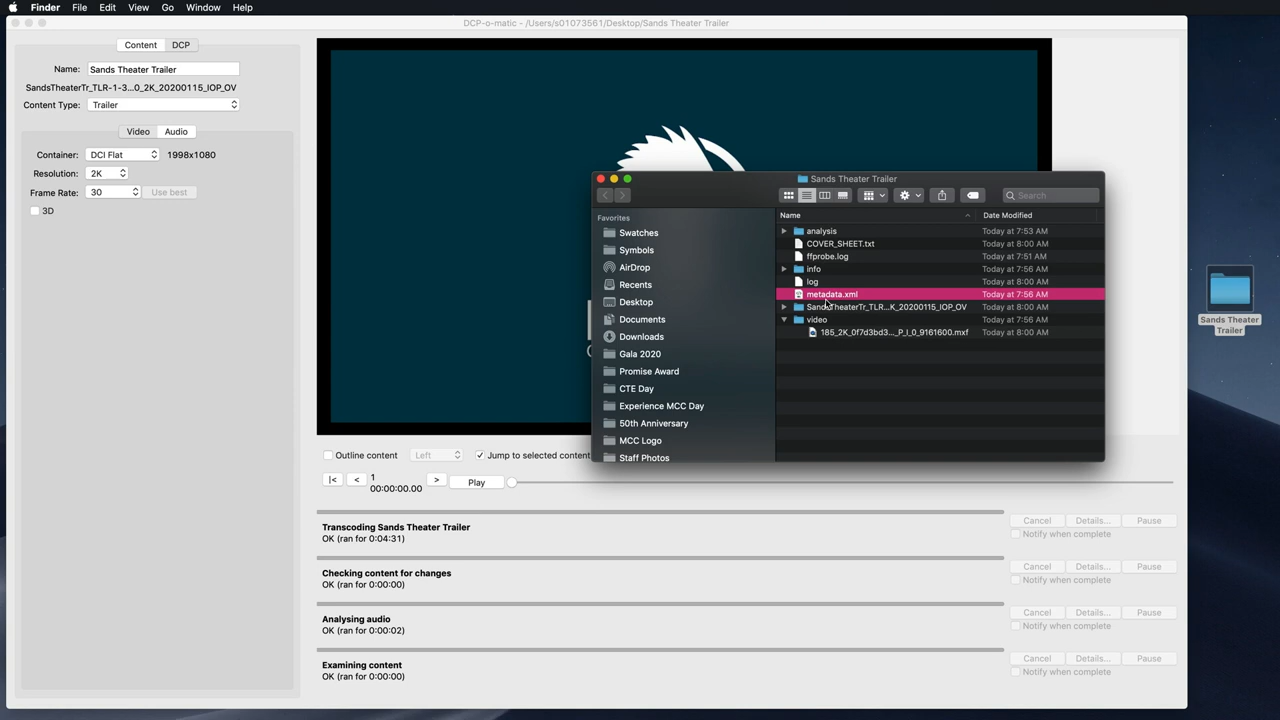 Finder File Edit View Go Window Help
DCP-o-matic - /Users/s01073561/Desktop/Sands Theater Trailer
Content DCP
Name: Sands Theater Trailer
SandsTheaterTr_TLR-1-3...0_2K_20200115_IOP_OV
Content Type: Trailer
Video Audio
Container: DCI Flat 1998x1080
Resolution: 2K
Frame Rate: 30 Use best
3D
Sands Theater Trailer
Search
Favorites
Swatches
Symbols
AirDrop
Recents
Desktop
Documents
Downloads
Gala 2020
Promise Award
CTE Day
Experience MCC Day
50th Anniversary
MCC Logo
Staff Photos
Name Date Modified
analysis Today at 7:53 AM
COVER_SHEET.txt Today at 8:00 AM
ffprobe.log Today at 7:51 AM
info Today at 7:56 AM
log Today at 8:00 AM
metadata.xml Today at 7:56 AM
SandsTheaterTr_TLR...K_20200115_IOP_OV Today at 8:00 AM
video Today at 7:56 AM
185_2K_0f7d3bd3..._P_I_0_9161600.mxf Today at 8:00 AM
Sands Theater
Trailer
Outline content Left Jump to selected content
|< < 1 > Play
00:00:00.00
Transcoding Sands Theater Trailer
OK (ran for 0:04:31)
Cancel Details... Pause
Notify when complete
Checking content for changes
OK (ran for 0:00:00)
Cancel Details... Pause
Notify when complete
Analysing audio
OK (ran for 0:00:02)
Cancel Details... Pause
Notify when complete
Examining content
OK (ran for 0:00:00)
Cancel Details... Pause
Notify when complete